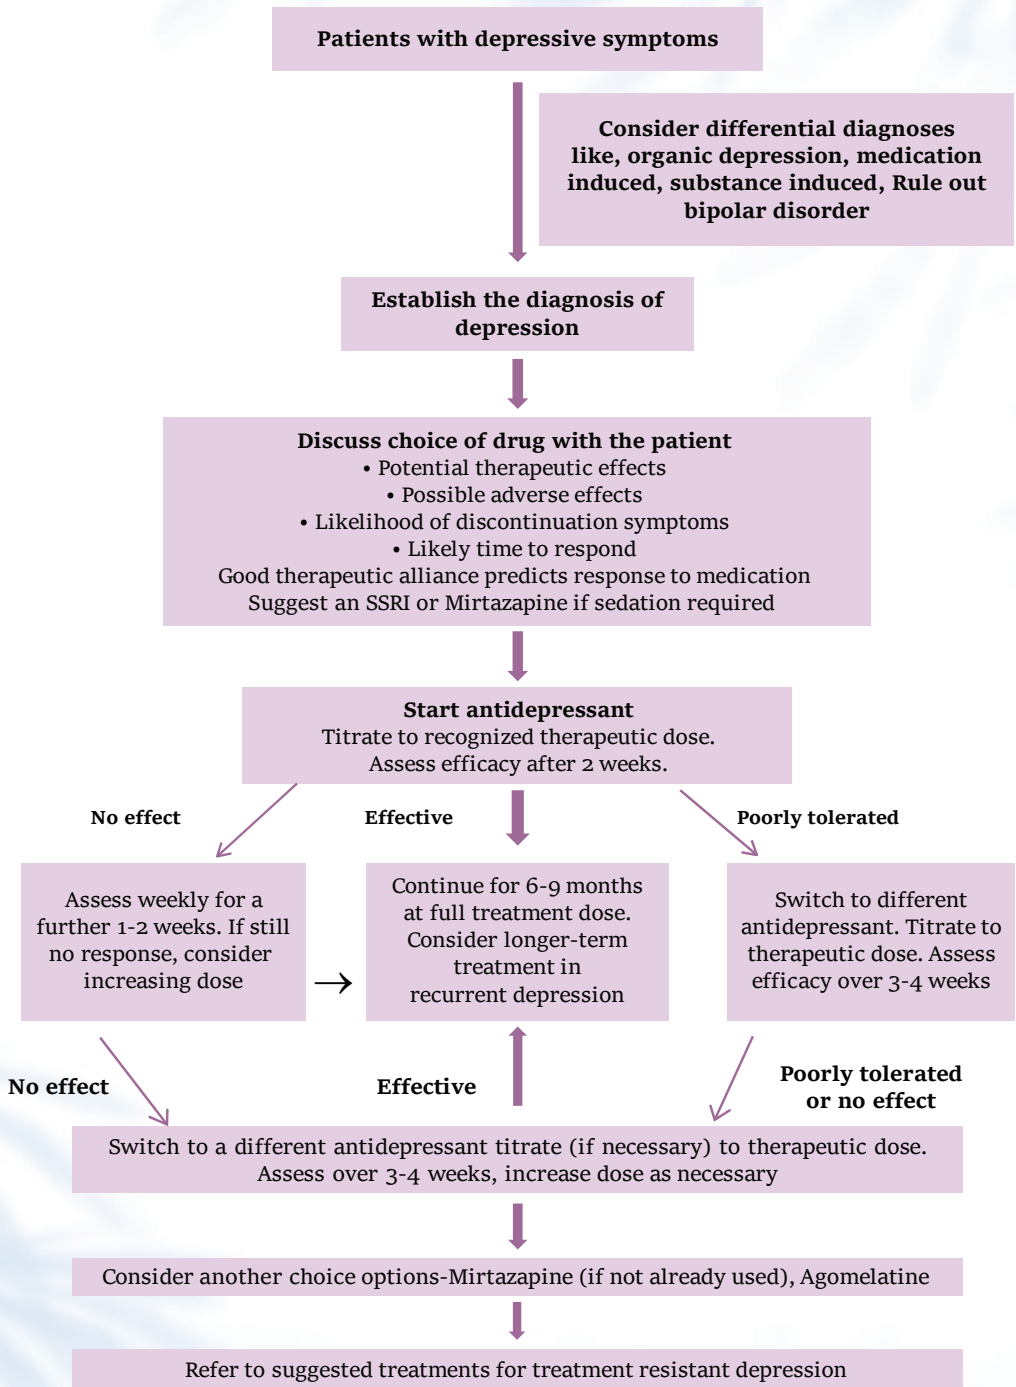 Patients with depressive symptoms
Consider differential diagnoses
like, organic depression, medication
induced, substance induced, Rule out
bipolar disorder
Establish the diagnosis of
depression
Discuss choice of drug with the patient
• Potential therapeutic effects
• Possible adverse effects
• Likelihood of discontinuation symptoms
• Likely time to respond
Good therapeutic alliance predicts response to medication
Suggest an SSRI or Mirtazapine if sedation required
Start antidepressant
Titrate to recognized therapeutic dose.
Assess efficacy after 2 weeks.
No effect
Effective
Poorly tolerated
Assess weekly for a
further 1-2 weeks. If still
no response, consider
increasing dose
Continue for 6-9 months
at full treatment dose.
Consider longer-term
treatment in
recurrent depression
Switch to different
antidepressant. Titrate to
therapeutic dose. Assess
efficacy over 3-4 weeks
No effect
Effective
Poorly tolerated
or no effect
Switch to a different antidepressant titrate (if necessary) to therapeutic dose.
Assess over 3-4 weeks, increase dose as necessary
Consider another choice options-Mirtazapine (if not already used), Agomelatine
Refer to suggested treatments for treatment resistant depression